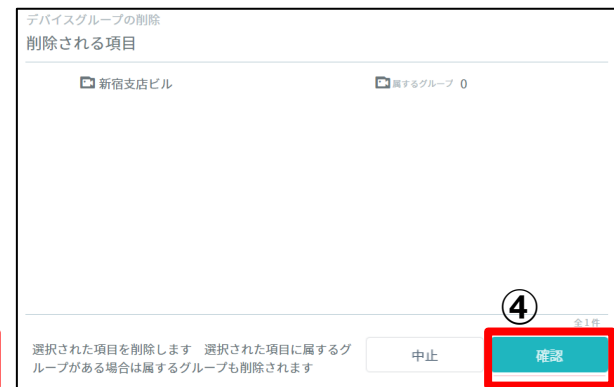 デバイスグループの削除
削除される項目
新宿支店ビル 属するグループ 0
④
全1件
選択された項目を削除します 選択された項目に属するグ
ループがある場合は属するグループも削除されます
中止 確認